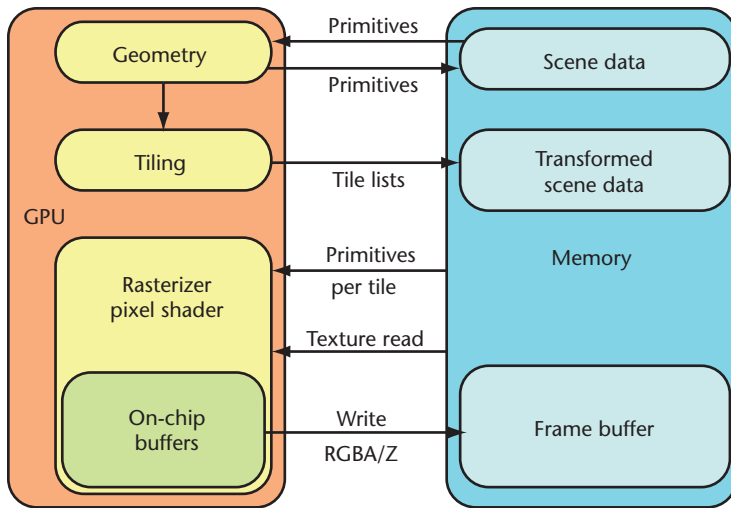 Primitives
Geometry
Scene data
Primitives
Tiling
Tile lists
Transformed
scene data
GPU
Primitives
per tile
Memory
Rasterizer
pixel shader
Texture read
On-chip
buffers
Write
RGBA/Z
Frame buffer